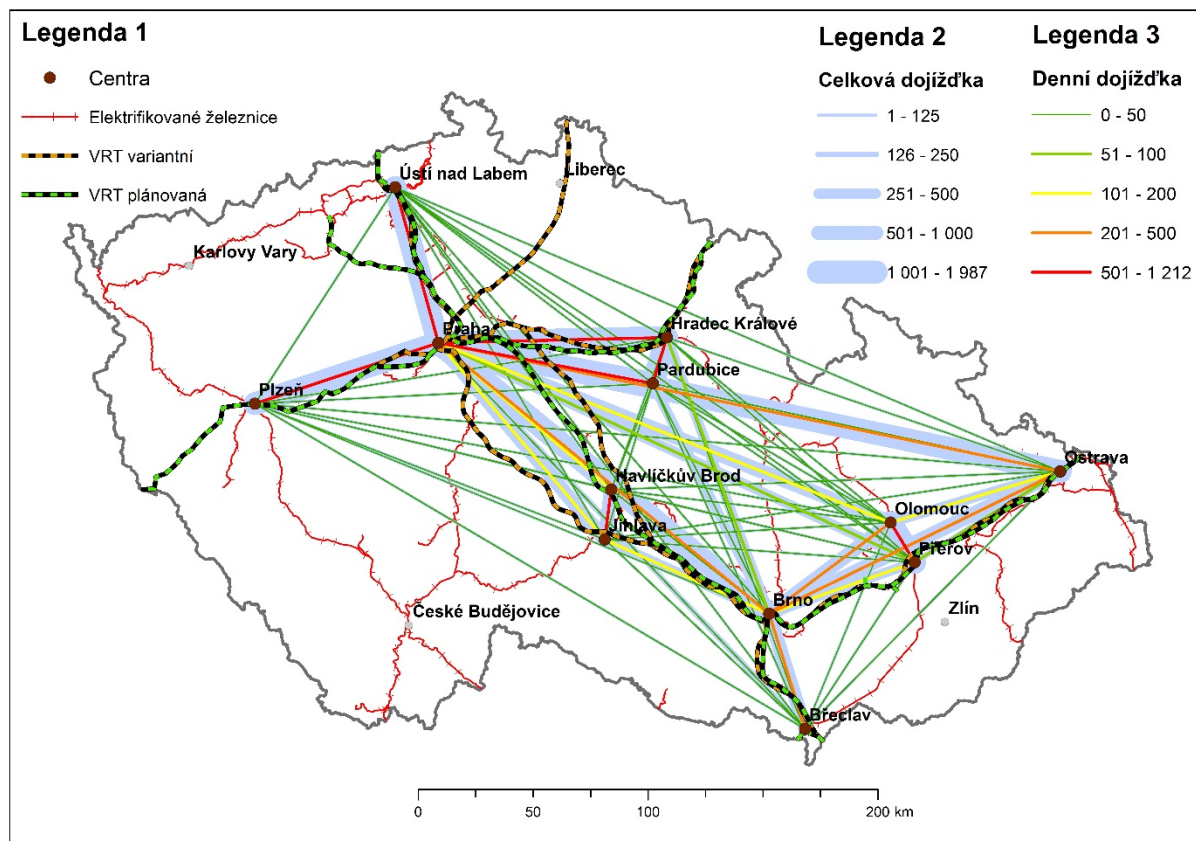 Legenda 1
Centra
Elektrifikované železnice
VRT variantní
VRT plánovaná
Legenda 2
Celková dojížďka
1 - 125
126 - 250
251 - 500
501 - 1 000
1 001 - 1 987
Legenda 3
Denní dojížďka
0 - 50
51 - 100
101 - 200
201 - 500
501 - 1 212
Ústí nad Labem
Liberec
Karlovy Vary
Praha
Hradec Králové
Pardubice
Plzeň
Ostrava
Havlíčkův Brod
Olomouc
Jihlava
Přerov
Brno
Zlín
České Budějovice
Břeclav
0 50 100 200 km